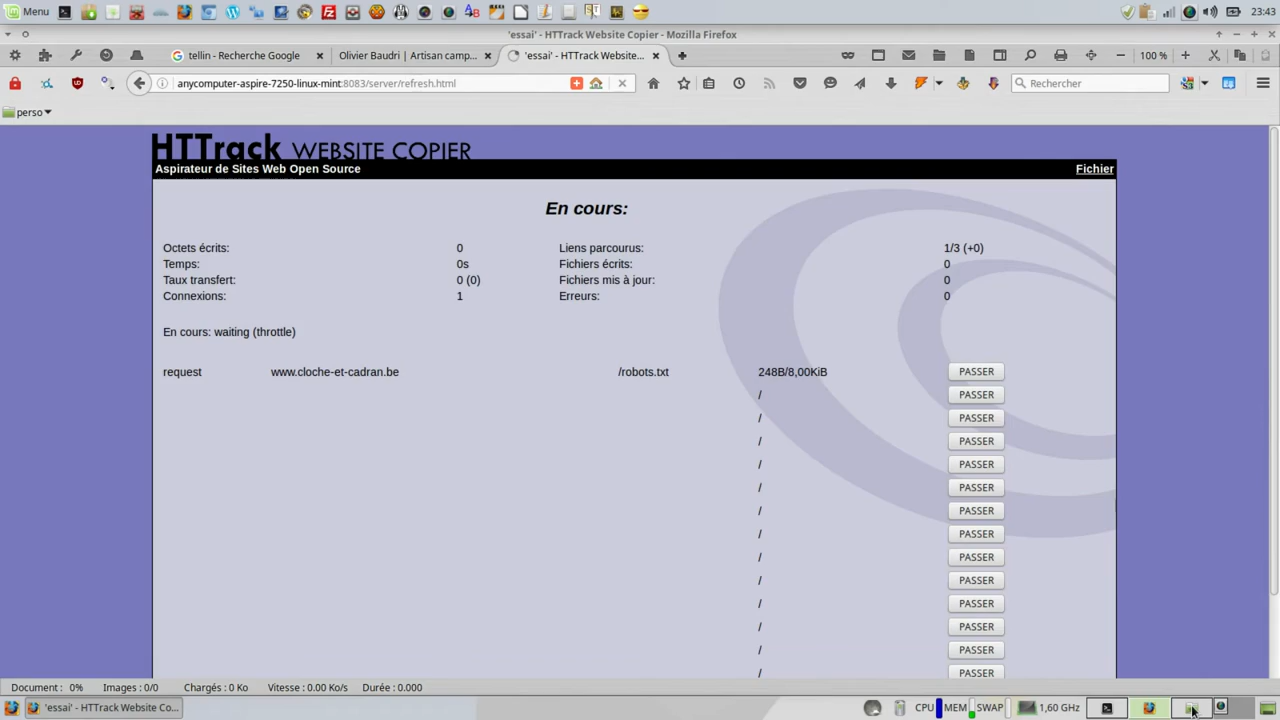 Menu
23:43
'essai' - HTTrack Website Copier - Mozilla Firefox
tellin - Recherche Google
Olivier Baudri | Artisan camp...
'essai' - HTTrack Website...
100 %
anycomputer-aspire-7250-linux-mint:8083/server/refresh.html
Rechercher
perso
HTTrack WEBSITE COPIER
Aspirateur de Sites Web Open Source
Fichier
En cours:
Octets écrits: 0 Liens parcourus: 1/3 (+0)
Temps: 0s Fichiers écrits: 0
Taux transfert: 0 (0) Fichiers mis à jour: 0
Connexions: 1 Erreurs: 0
En cours: waiting (throttle)
request www.cloche-et-cadran.be /robots.txt 248B/8,00KiB PASSER
/ PASSER
/ PASSER
/ PASSER
/ PASSER
/ PASSER
/ PASSER
/ PASSER
/ PASSER
/ PASSER
/ PASSER
/ PASSER
/ PASSER
/ PASSER
Document : 0% Images : 0/0 Chargés : 0 Ko Vitesse : 0.00 Ko/s Durée : 0.000
'essai' - HTTrack Website Co...
CPU MEM SWAP 1,60 GHz